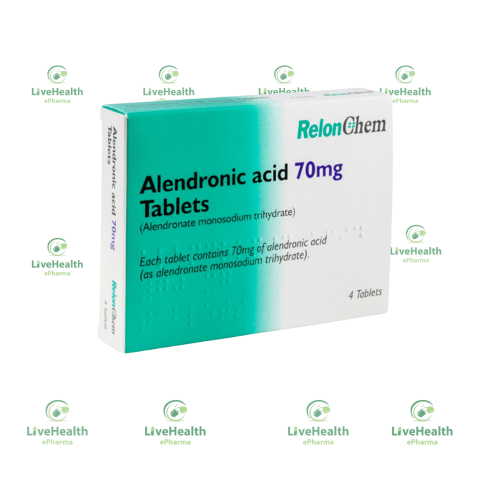 LiveHealth
ePharma
LiveHealth
ePharma
LiveHealth
ePharma
LiveHealth
ePharma
RelonChem
Alendronic acid 70mg
Tablets
(Alendronate monosodium trihydrate)
Each tablet contains 70mg of alendronic acid
(as alendronate monosodium trihydrate).
4 Tablets
Alendronic acid 70mg
Tablets
RelonChem
4 Tablets
LiveHealth
ePharma
LiveHealth
ePharma
LiveHealth
ePharma
LiveHealth
ePharma
LiveHealth
ePharma
LiveHealth
ePharma